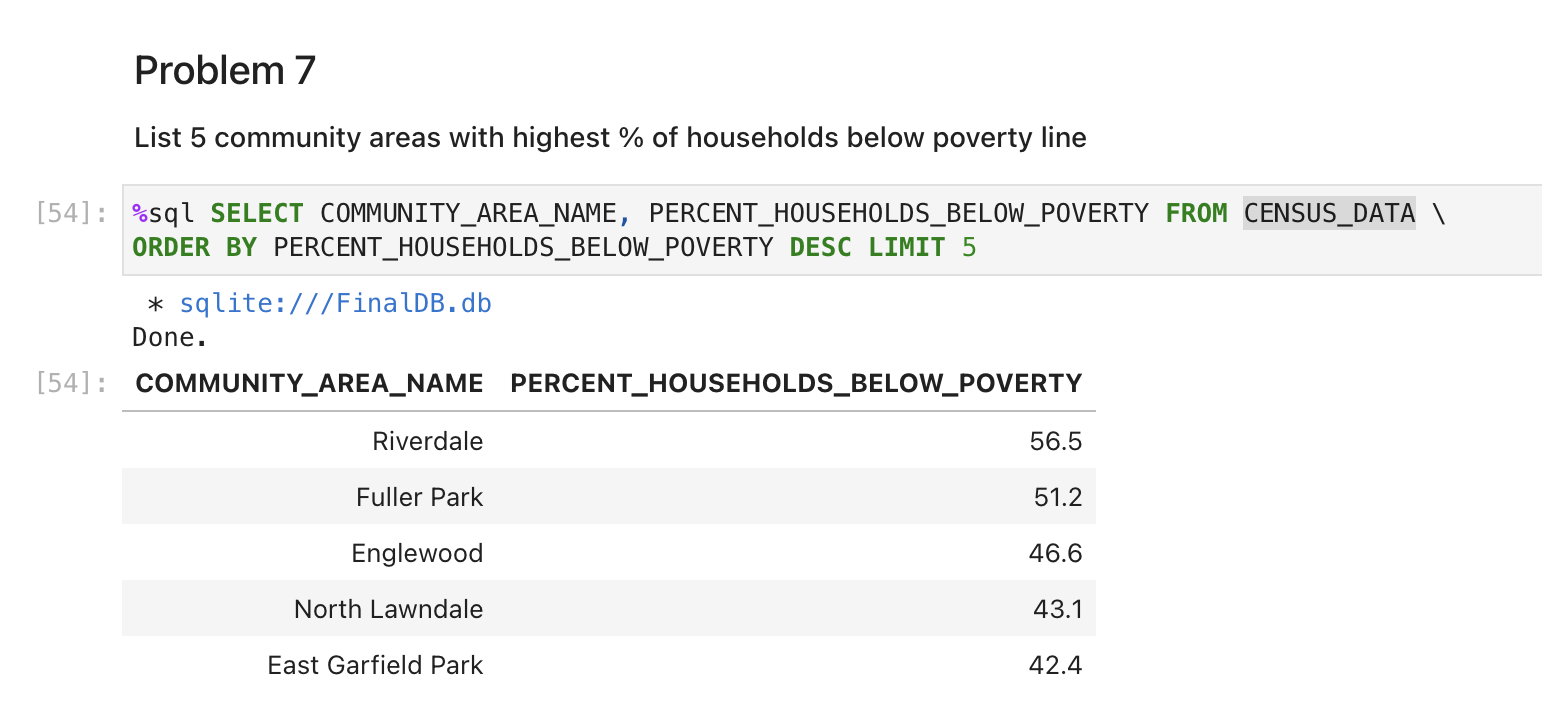 Problem 7
List 5 community areas with highest % of households below poverty line
[54]: %sql SELECT COMMUNITY_AREA_NAME, PERCENT_HOUSEHOLDS_BELOW_POVERTY FROM CENSUS_DATA \
ORDER BY PERCENT_HOUSEHOLDS_BELOW_POVERTY DESC LIMIT 5
* sqlite:///FinalDB.db
Done.
[54]: COMMUNITY_AREA_NAME PERCENT_HOUSEHOLDS_BELOW_POVERTY
Riverdale 56.5
Fuller Park 51.2
Englewood 46.6
North Lawndale 43.1
East Garfield Park 42.4